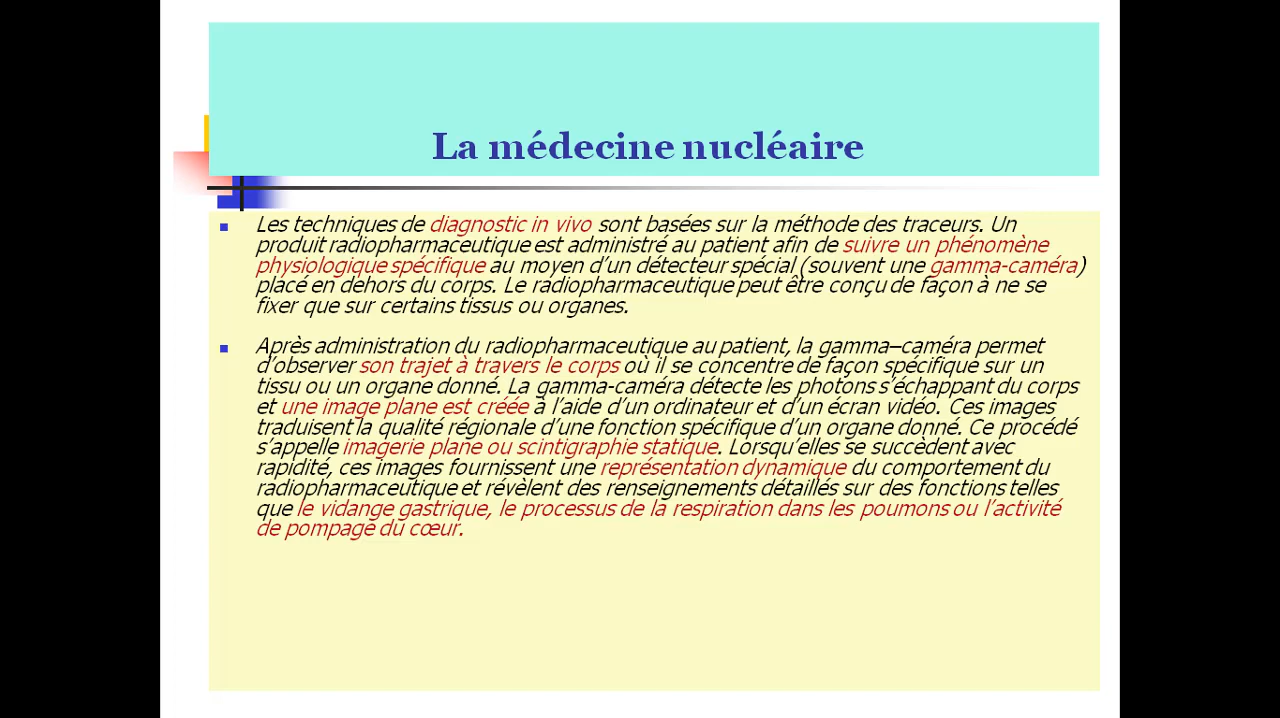 La médecine nucléaire
Les techniques de diagnostic in vivo sont basées sur la méthode des traceurs. Un
produit radiopharmaceutique est administré au patient afin de suivre un phénomène
physiologique spécifique au moyen d'un détecteur spécial (souvent une gamma-caméra)
placé en dehors du corps. Le radiopharmaceutique peut être conçu de façon à ne se
fixer que sur certains tissus ou organes.
Après administration du radiopharmaceutique au patient, la gamma–caméra permet
d'observer son trajet à travers le corps où il se concentre de façon spécifique sur un
tissu ou un organe donné. La gamma-caméra détecte les photons s'échappant du corps
et une image plane est créée à l'aide d'un ordinateur et d'un écran vidéo. Ces images
traduisent la qualité régionale d'une fonction spécifique d'un organe donné. Ce procédé
s'appelle imagerie plane ou scintigraphie statique. Lorsqu'elles se succèdent avec
rapidité, ces images fournissent une représentation dynamique du comportement du
radiopharmaceutique et révèlent des renseignements détaillés sur des fonctions telles
que le vidange gastrique, le processus de la respiration dans les poumons ou l'activité
de pompage du cœur.